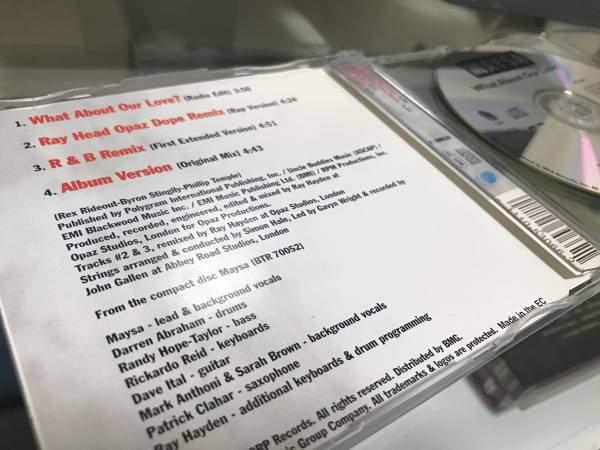 1. What About Our Love? (Radio Edit) 3:58
2. Ray Head Opaz Dope Remix (Rap Version) 4:24
3. R & B Remix (First Extended Version) 4:51
4. Album Version (Original Mix) 4:43
(Rex Rideout-Byron Stingily-Phillip Temple)
Published by Polygram International Publishing, Inc. / Uncle Buddies Music (ASCAP) /
EMI Blackwood Music Inc. / EMI Music Publishing Ltd. (BMI) / RPM Productions, Inc.
Produced, recorded, engineered, edited & mixed by Ray Hayden at
Opaz Studios, London for Opaz Productions.
Tracks #2 & 3, remixed by Ray Hayden at Opaz Studios, London
Strings arranged & conducted by Simon Hale, Led by Gavyn Wright & recorded by
John Gallen at Abbey Road Studios, London
From the compact disc Maysa (BTR 70052)
Maysa - lead & background vocals
Darren Abraham - drums
Randy Hope-Taylor - bass
Rickardo Reid - keyboards
Dave Ital - guitar
Mark Anthoni & Sarah Brown - background vocals
Patrick Clahar - saxophone
Ray Hayden - additional keyboards & drum programming
GRP Records. All rights reserved. Distributed by BMG.
Music Group Company. All trademarks & logos are protected. Made in the EC
MAYSA
What About Our